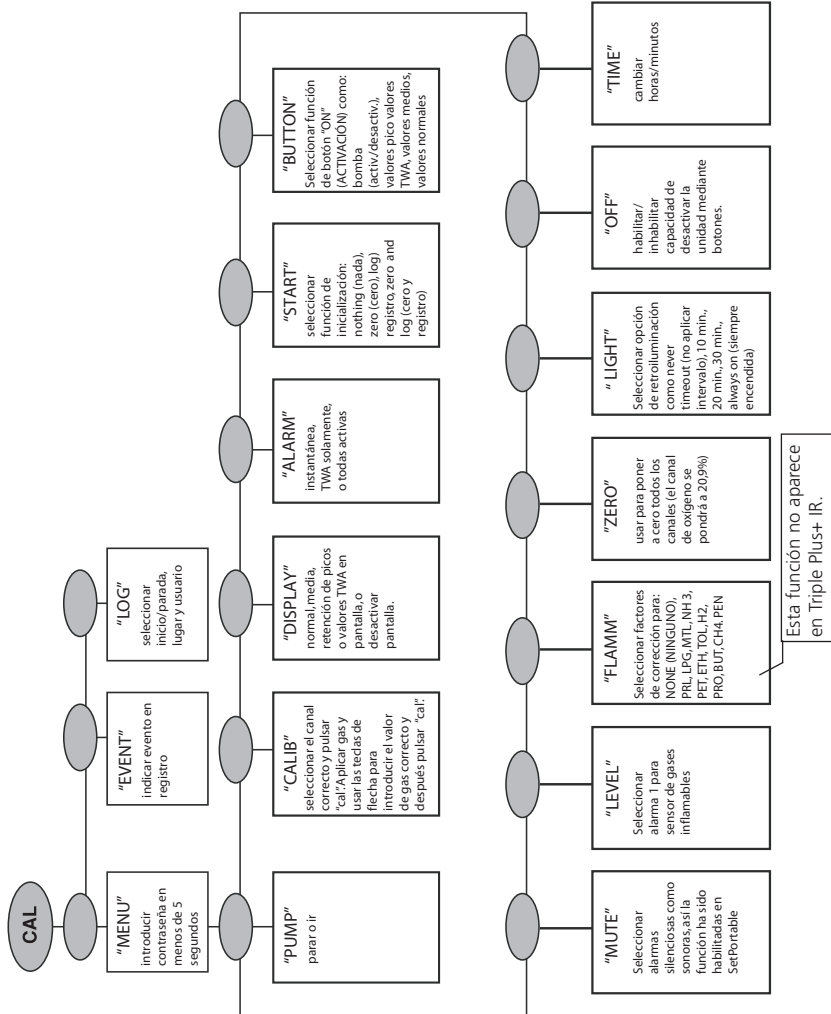 CAL
“MENU”
introducir
contraseña en
menos de 5
segundos
“EVENT”
indicar evento en
registro
“LOG”
seleccionar
inicio/parada,
lugar y usuario
“PUMP”
parar o ir
“CALIB”
seleccionar el canal
correcto y pulsar
“cal”. Aplicar gas y
usar las teclas de
flecha para
introducir el valor
de gas correcto y
después pulsar “cal”.
“DISPLAY”
normal, media,
retención de picos
o valores TWA en
pantalla, o
desactivar
pantalla.
“ALARM”
instantánea,
TWA solamente,
o todas activas
“START”
seleccionar
función de
inicialización:
nothing (nada),
zero (cero), log)
registro, zero and
log (cero y
registro)
“BUTTON”
Seleccionar función
de botón “ON”
(ACTIVACIÓN) como:
bomba
(activ./desactiv.),
valores pico valores
TWA, valores medios,
valores normales
“MUTE”
Seleccionar
alarmas
silenciosas como
sonoras, así la
función ha sido
habilitadas en
SetPortable
“LEVEL”
Seleccionar
alarma 1 para
sensor de gases
inflamables
“FLAMM”
Seleccionar factores
de corrección para:
NONE (NINGUNO),
PRL, LPG, MTL, NH 3,
PET, ETH, TOL, H2,
PRO, BUT, CH4. PEN
“ZERO”
usar para poner
a cero todos los
canales (el canal
de oxígeno se
pondrá a 20,9%)
“ LIGHT”
Seleccionar opción
de retroiluminación
como never
timeout (no aplicar
intervalo), 10 min.,
20 min., 30 min.,
always on (siempre
encendida)
“OFF”
habilitar/
inhabilitar
capacidad de
desactivar la
unidad mediante
botones.
“TIME”
cambiar
horas/minutos
Esta función no aparece
en Triple Plus+ IR.